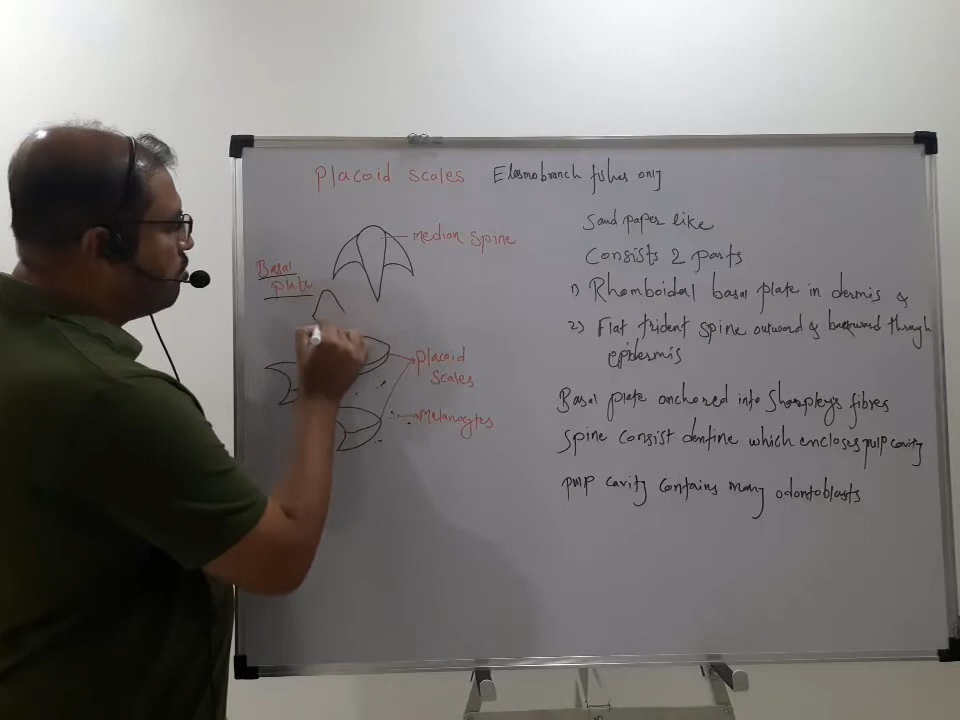 Placoid scales Elasmobranch fishes only
median spine
Basal
plate
Placoid
scales
Melanocytes
Sand paper like
Consists 2 parts
1) Rhomboidal basal plate in dermis &
2) Flat trident spine outward & backward through
epidermis
Basal plate anchored into Sharpleys fibres
Spine consist dentine which encloses pulp cavity
pulp cavity contains many odontoblasts